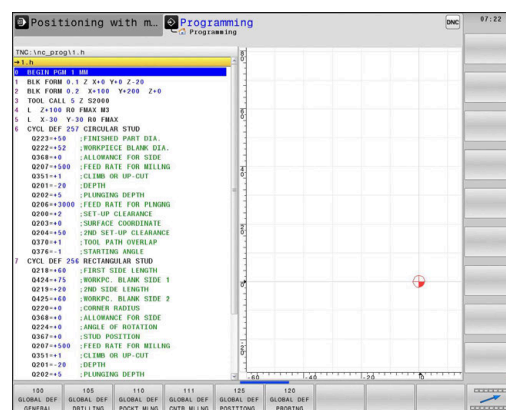 Positioning with m…
Programming
Programming
DNC
07:22
TNC:\nc_prog\1.h
→1.h
0 BEGIN PGM 1 MM
1 BLK FORM 0.1 Z X+0 Y+0 Z-20
2 BLK FORM 0.2 X+100 Y+200 Z+0
3 TOOL CALL 5 Z S2000
4 L Z+100 R0 FMAX M3
5 L X-30 Y-30 R0 FMAX
6 CYCL DEF 257 CIRCULAR STUD
Q223=+50 ;FINISHED PART DIA.
Q222=+52 ;WORKPIECE BLANK DIA.
Q368=+0 ;ALLOWANCE FOR SIDE
Q207=+500 ;FEED RATE FOR MILLNG
Q351=+1 ;CLIMB OR UP-CUT
Q201=-20 ;DEPTH
Q202=+5 ;PLUNGING DEPTH
Q206=+3000 ;FEED RATE FOR PLNGNG
Q200=+2 ;SET-UP CLEARANCE
Q203=+0 ;SURFACE COORDINATE
Q204=+50 ;2ND SET-UP CLEARANCE
Q370=+1 ;TOOL PATH OVERLAP
Q376=-1 ;STARTING ANGLE
7 CYCL DEF 256 RECTANGULAR STUD
Q218=+60 ;FIRST SIDE LENGTH
Q424=+75 ;WORKPC. BLANK SIDE 1
Q219=+20 ;2ND SIDE LENGTH
Q425=+60 ;WORKPC. BLANK SIDE 2
Q220=+0 ;CORNER RADIUS
Q368=+0 ;ALLOWANCE FOR SIDE
Q224=+0 ;ANGLE OF ROTATION
Q367=+0 ;STUD POSITION
Q207=+500 ;FEED RATE FOR MILLNG
Q351=+1 ;CLIMB OR UP-CUT
Q201=-20 ;DEPTH
Q202=+5 ;PLUNGING DEPTH
-60 -40 -20 0
100 GLOBAL DEF GENERAL
105 GLOBAL DEF DRILLING
110 GLOBAL DEF POCKT MLNG
111 GLOBAL DEF CNTR MLLNG
125 GLOBAL DEF POSITIONG
120 GLOBAL DEF PROBING